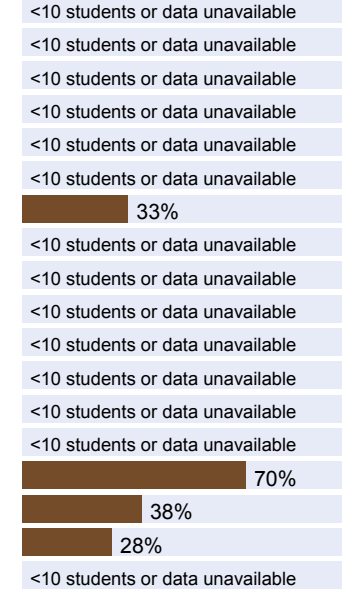 <10 students or data unavailable
<10 students or data unavailable
<10 students or data unavailable
<10 students or data unavailable
<10 students or data unavailable
<10 students or data unavailable
33%
<10 students or data unavailable
<10 students or data unavailable
<10 students or data unavailable
<10 students or data unavailable
<10 students or data unavailable
<10 students or data unavailable
<10 students or data unavailable
70%
38%
28%
<10 students or data unavailable